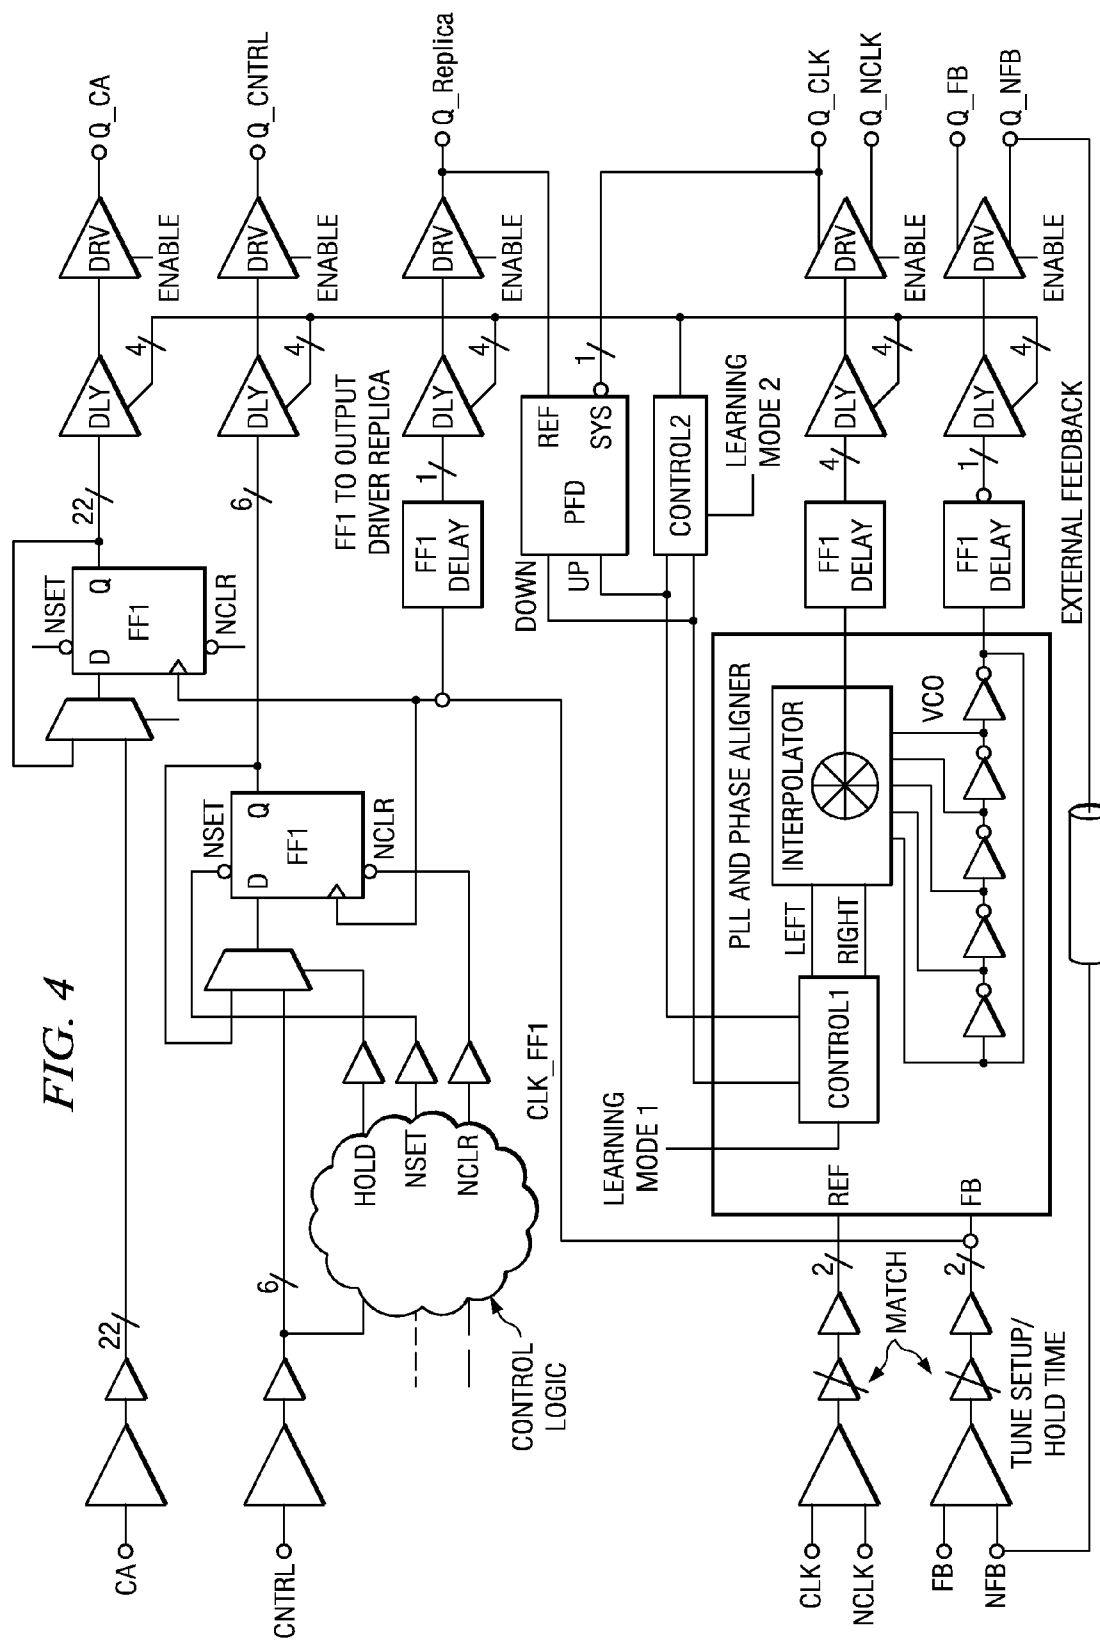 FIG. 4
CA
22
22
NSET
D
Q
FF1
NCLR
DLY
4
DRV
ENABLE
Q_CA
CNTRL
6
HOLD
NSET
NCLR
CONTROL
LOGIC
NSET
D
Q
FF1
NCLR
6
DLY
4
DRV
ENABLE
Q_CNTRL
CLK_FF1
FF1 TO OUTPUT
DRIVER REPLICA
FF1
DELAY
1
DLY
4
DRV
ENABLE
Q_Replica
DOWN
UP
PFD
REF
SYS
1
CONTROL2
LEARNING
MODE 2
LEARNING
MODE 1
CLK
NCLK
2
REF
MATCH
PLL AND PHASE ALIGNER
CONTROL1
LEFT
RIGHT
INTERPOLATOR
VCO
FF1
DELAY
4
DLY
4
DRV
ENABLE
Q_CLK
Q_NCLK
FB
NFB
2
FB
TUNE SETUP/
HOLD TIME
FF1
DELAY
1
DLY
4
DRV
ENABLE
Q_FB
Q_NFB
EXTERNAL FEEDBACK